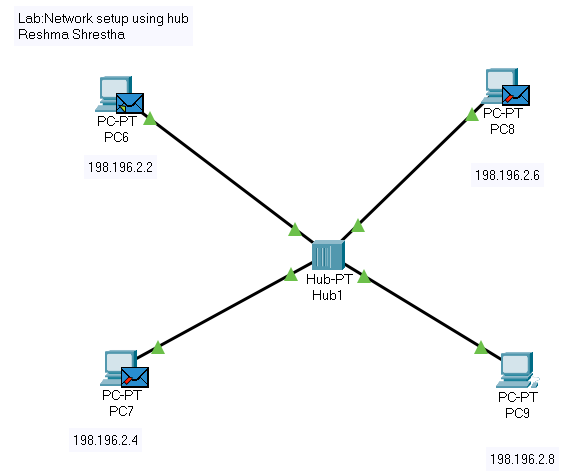 Lab:Network setup using hub
Reshma Shrestha
PC-PT
PC6
198.196.2.2
PC-PT
PC8
198.196.2.6
Hub-PT
Hub1
PC-PT
PC7
198.196.2.4
PC-PT
PC9
198.196.2.8